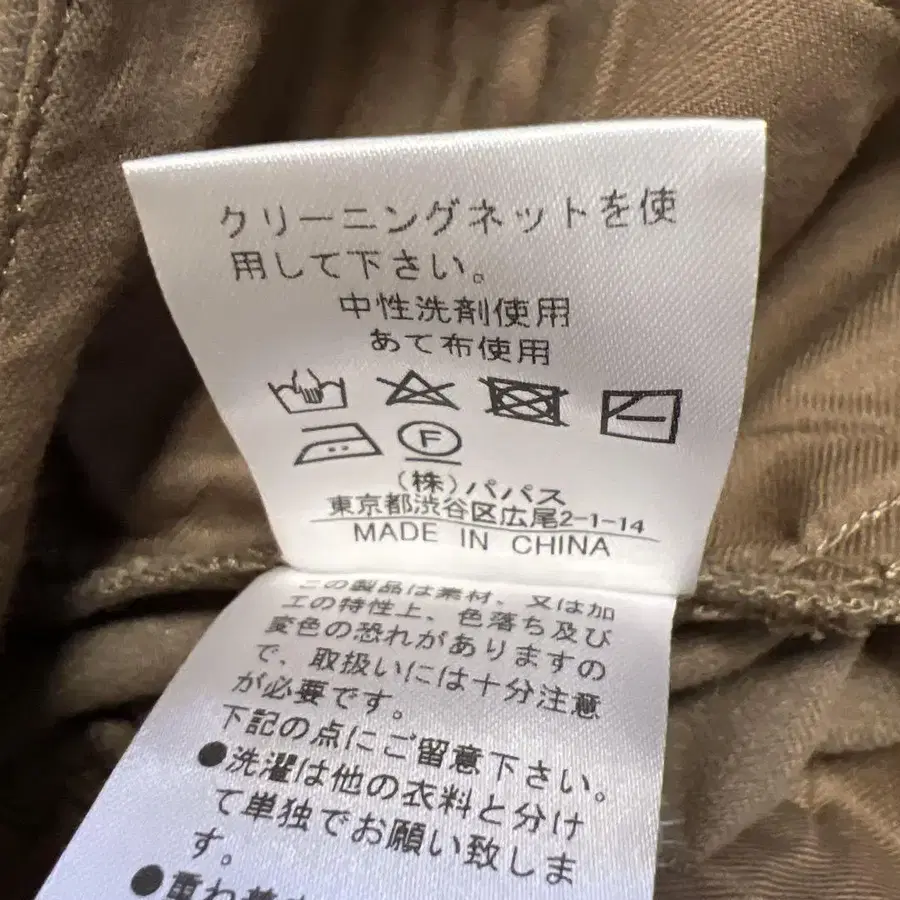 クリーニングネットを使
用して下さい。
中性洗剤使用
あて布使用
F
(株)パパス
東京都渋谷区広尾2-1-14
MADE IN CHINA
この製品は素材、又は加
工の特性上、色落ち及び
変色の恐れがありますの
で、取扱いには十分注意
が必要です。
下記の点にご留意下さい。
●洗濯は他の衣料と分け
て単独でお願い致しま
す。
●重ね着